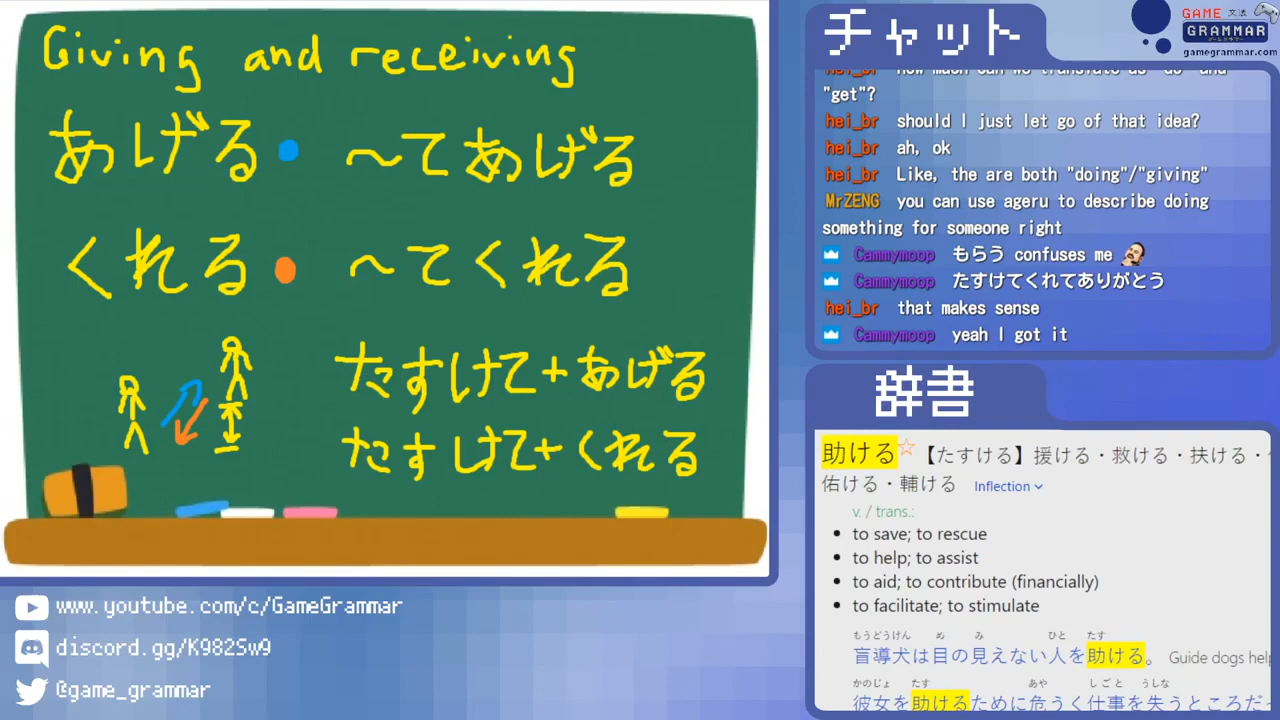 Giving and receiving
あげる ～てあげる
くれる ～てくれる
たすけて+あげる
たすけて+くれる
www.youtube.com/c/GameGrammar
discord.gg/K982Sw9
@game_grammar
チャット
GAME 文法
GRAMMAR
gamegrammar.com
"get"?
hei_br should I just let go of that idea?
hei_br ah, ok
hei_br Like, the are both "doing"/"giving"
MrZENG you can use ageru to describe doing
something for someone right
Cammymoop もらう confuses me
Cammymoop たすけてくれてありがとう
hei_br that makes sense
Cammymoop yeah I got it
辞書
助ける☆【たすける】援ける・救ける・扶ける・
佑ける・輔ける Inflection
v. / trans.:
• to save; to rescue
• to help; to assist
• to aid; to contribute (financially)
• to facilitate; to stimulate
もうどうけん め み ひと たす
盲導犬は目の見えない人を助ける。 Guide dogs help
かのじょ たす あや しごと うしな
彼女を助けるために危うく仕事を失うところだ